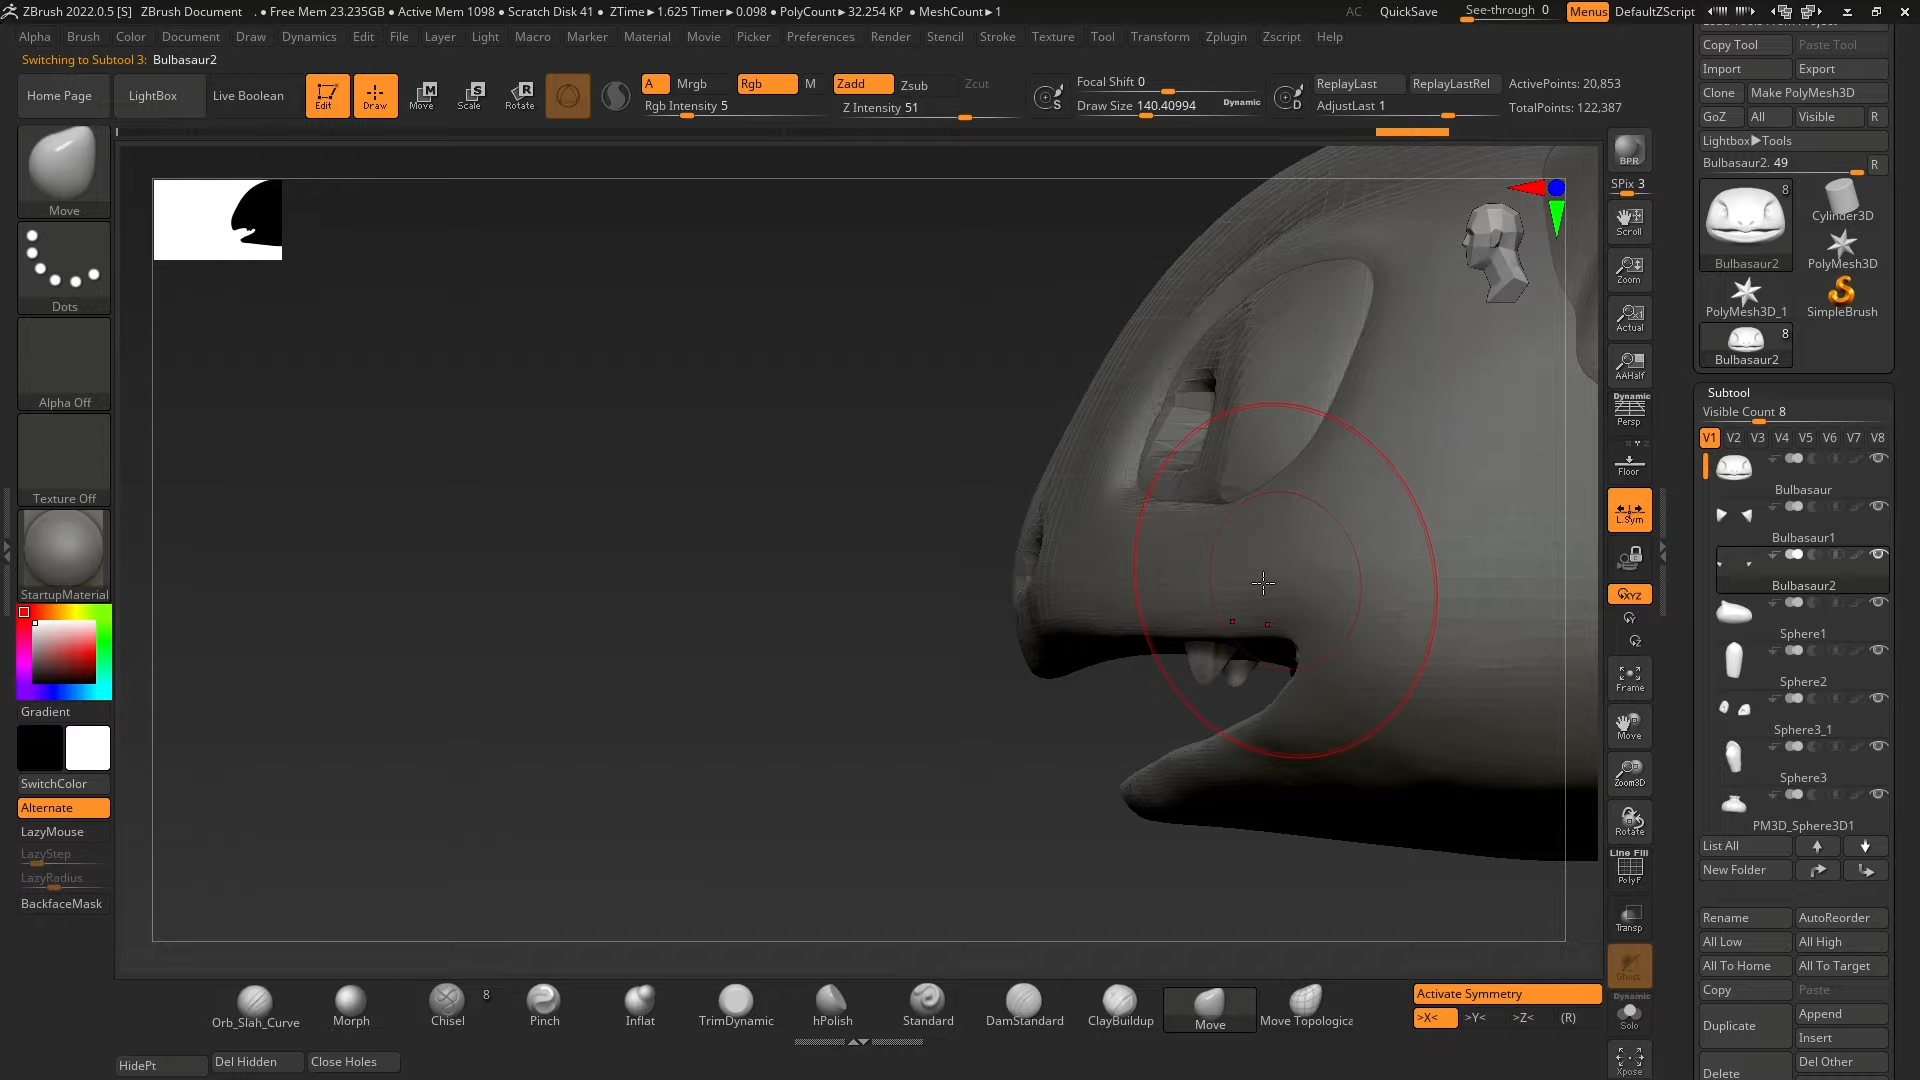 ZBrush 2022.0.5 [S] ZBrush Document . • Free Mem 23.235GB • Active Mem 1098 • Scratch Disk 41 • ZTime►1.625 Timer►0.098 • PolyCount►32.254 KP • MeshCount►1 AC QuickSave See-through 0 Menus DefaultZScript
Alpha Brush Color Document Draw Dynamics Edit File Layer Light Macro Marker Material Movie Picker Preferences Render Stencil Stroke Texture Tool Transform Zplugin Zscript Help
Switching to Subtool 3: Bulbasaur2
Home Page LightBox Live Boolean Edit Draw Move Scale Rotate
A Mrgb Rgb M Zadd Zsub Zcut
Rgb Intensity 5 Z Intensity 51
S Focal Shift 0
Draw Size 140.40994 Dynamic
D ReplayLast ReplayLastRel ActivePoints: 20,853
AdjustLast 1 TotalPoints: 122,387
Move
Dots
Alpha Off
Texture Off
StartupMaterial
Gradient
SwitchColor
Alternate
LazyMouse
LazyStep
LazyRadius
BackfaceMask
BPR
SPix 3
Scroll
Zoom
Actual
AAHalf
Dynamic
Persp
Floor
L.Sym
XYZ
Y
Z
Frame
Move
Zoom3D
Rotate
Line Fill
PolyF
Transp
Ghost
Dynamic
Solo
Xpose
Copy Tool Paste Tool
Import Export
Clone Make PolyMesh3D
GoZ All Visible R
Lightbox►Tools
Bulbasaur2. 49 R
8
Bulbasaur2
Cylinder3D
PolyMesh3D
PolyMesh3D_1
SimpleBrush
8
Bulbasaur2
Subtool
Visible Count 8
V1 V2 V3 V4 V5 V6 V7 V8
Bulbasaur
Bulbasaur1
Bulbasaur2
Sphere1
Sphere2
Sphere3_1
Sphere3
PM3D_Sphere3D1
List All
New Folder
Rename AutoReorder
All Low All High
All To Home All To Target
Copy Paste
Duplicate Append
Insert
Delete Del Other
Orb_Slah_Curve Morph Chisel 8 Pinch Inflat TrimDynamic hPolish Standard DamStandard ClayBuildup Move Move Topologica
Activate Symmetry
>X< >Y< >Z< (R)
HidePt Del Hidden Close Holes